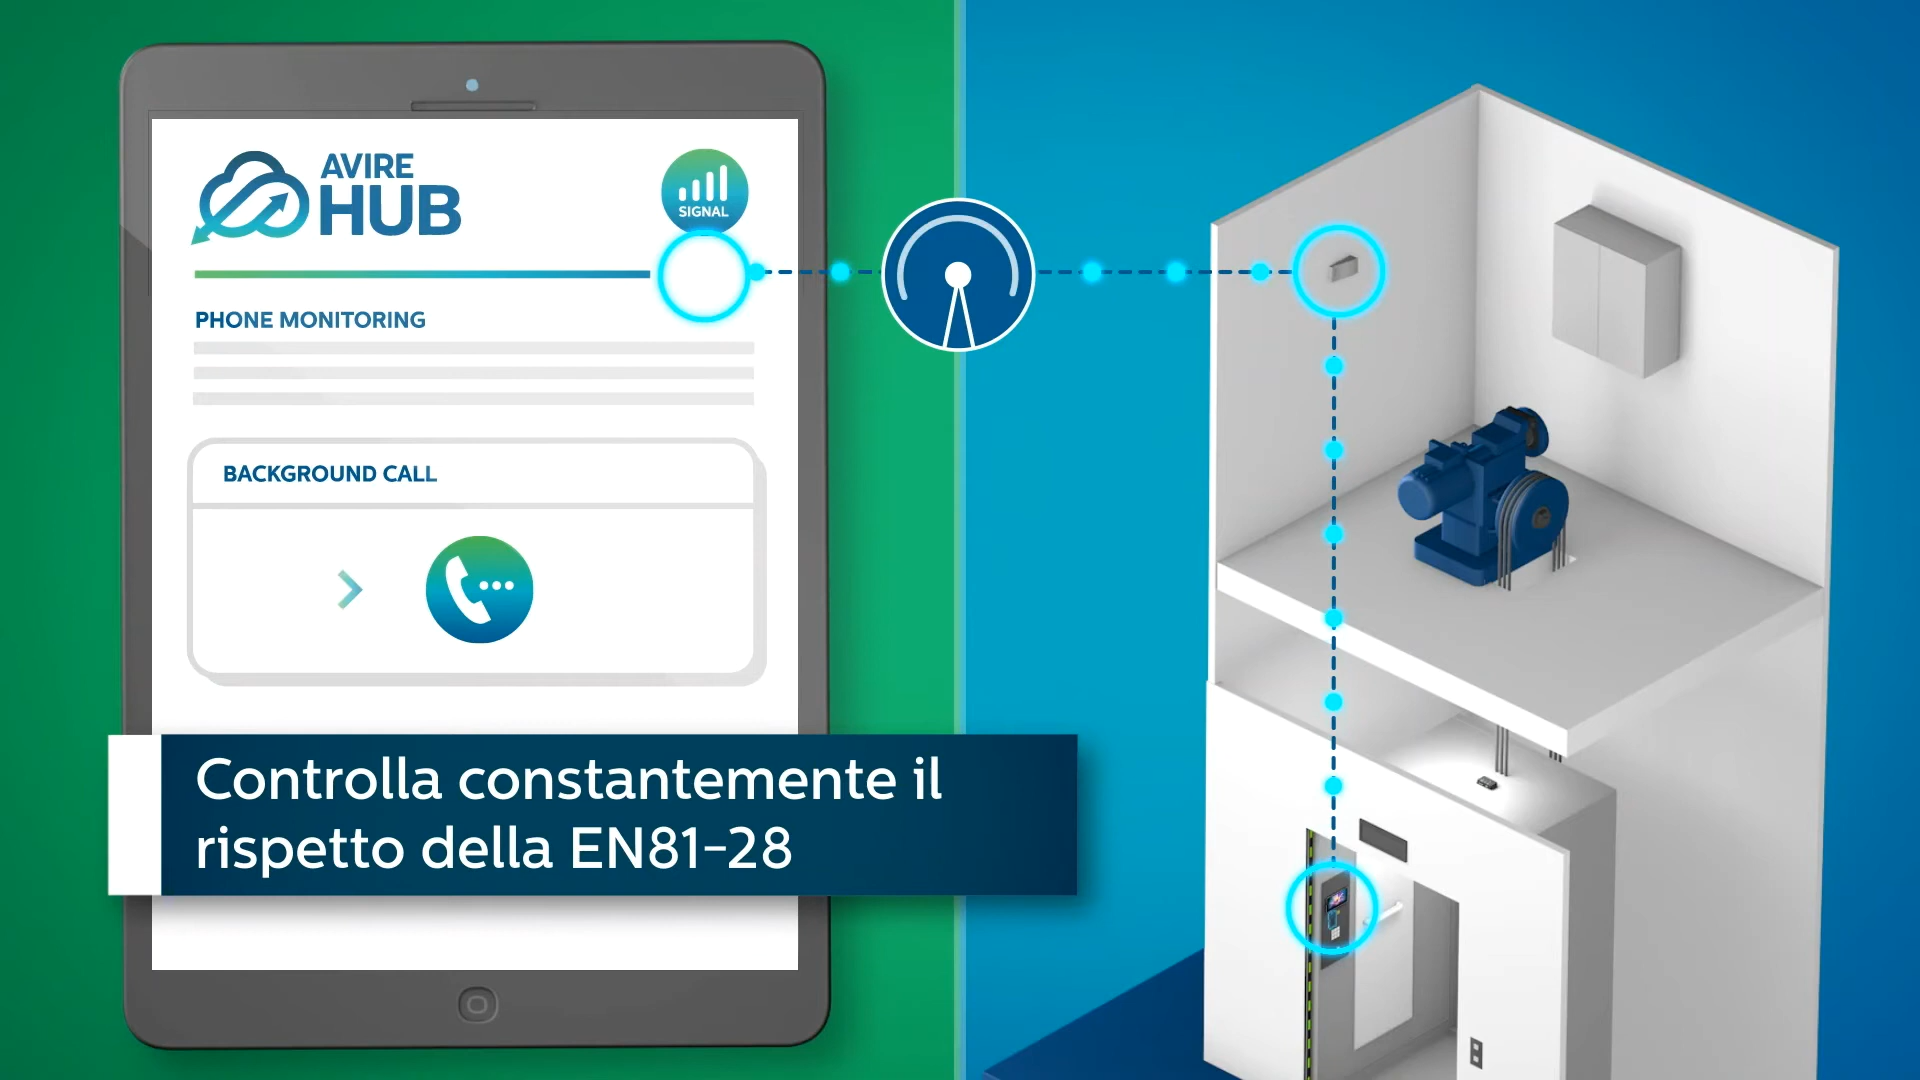 AVIRE
HUB
SIGNAL
PHONE MONITORING
BACKGROUND CALL
Controlla constantemente il
rispetto della EN81-28